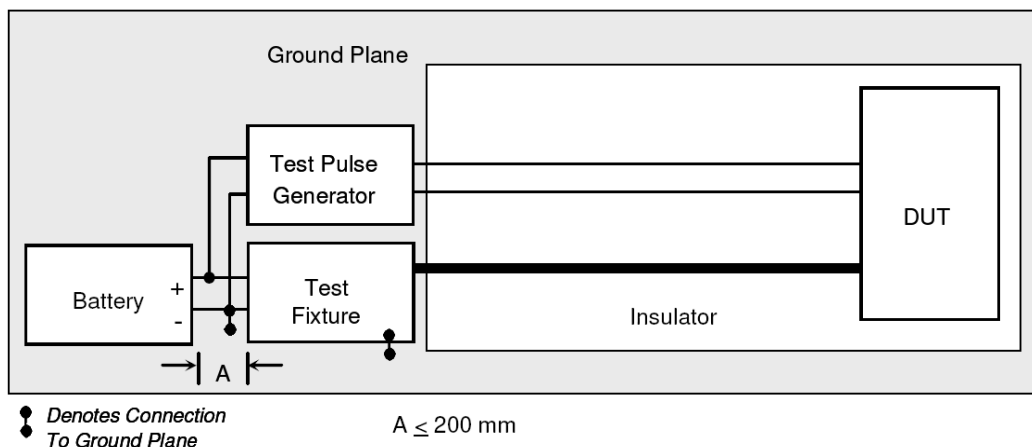 Ground Plane
Test Pulse
Generator
DUT
Battery
+
-
Test
Fixture
Insulator
A
Denotes Connection
To Ground Plane
A ≤ 200 mm